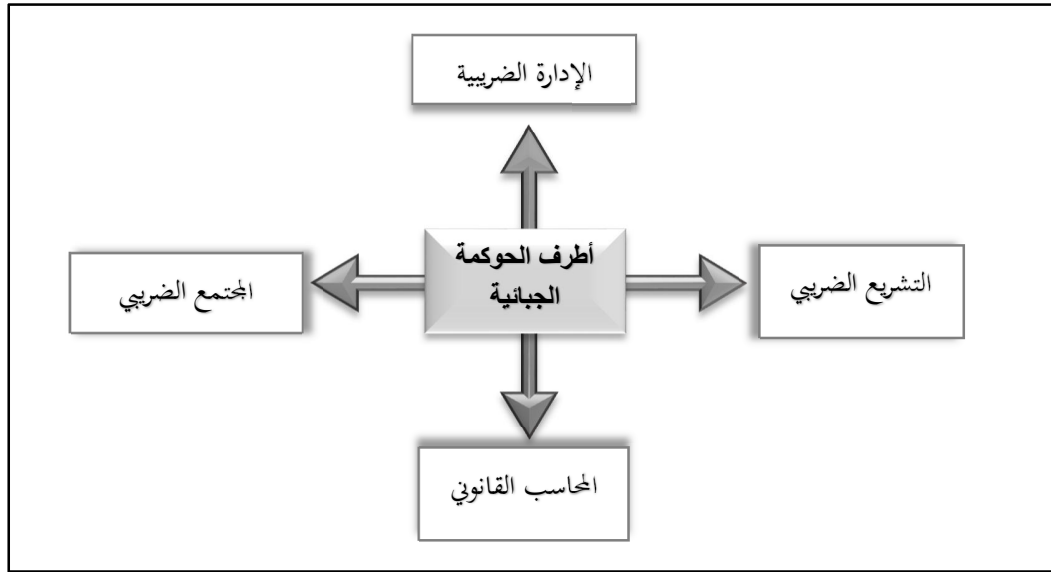 الإدارة الضريبية
أطرف الحوكمة
الجبائية
التشريع الضريبي
المجتمع الضريبي
المحاسب القانوني